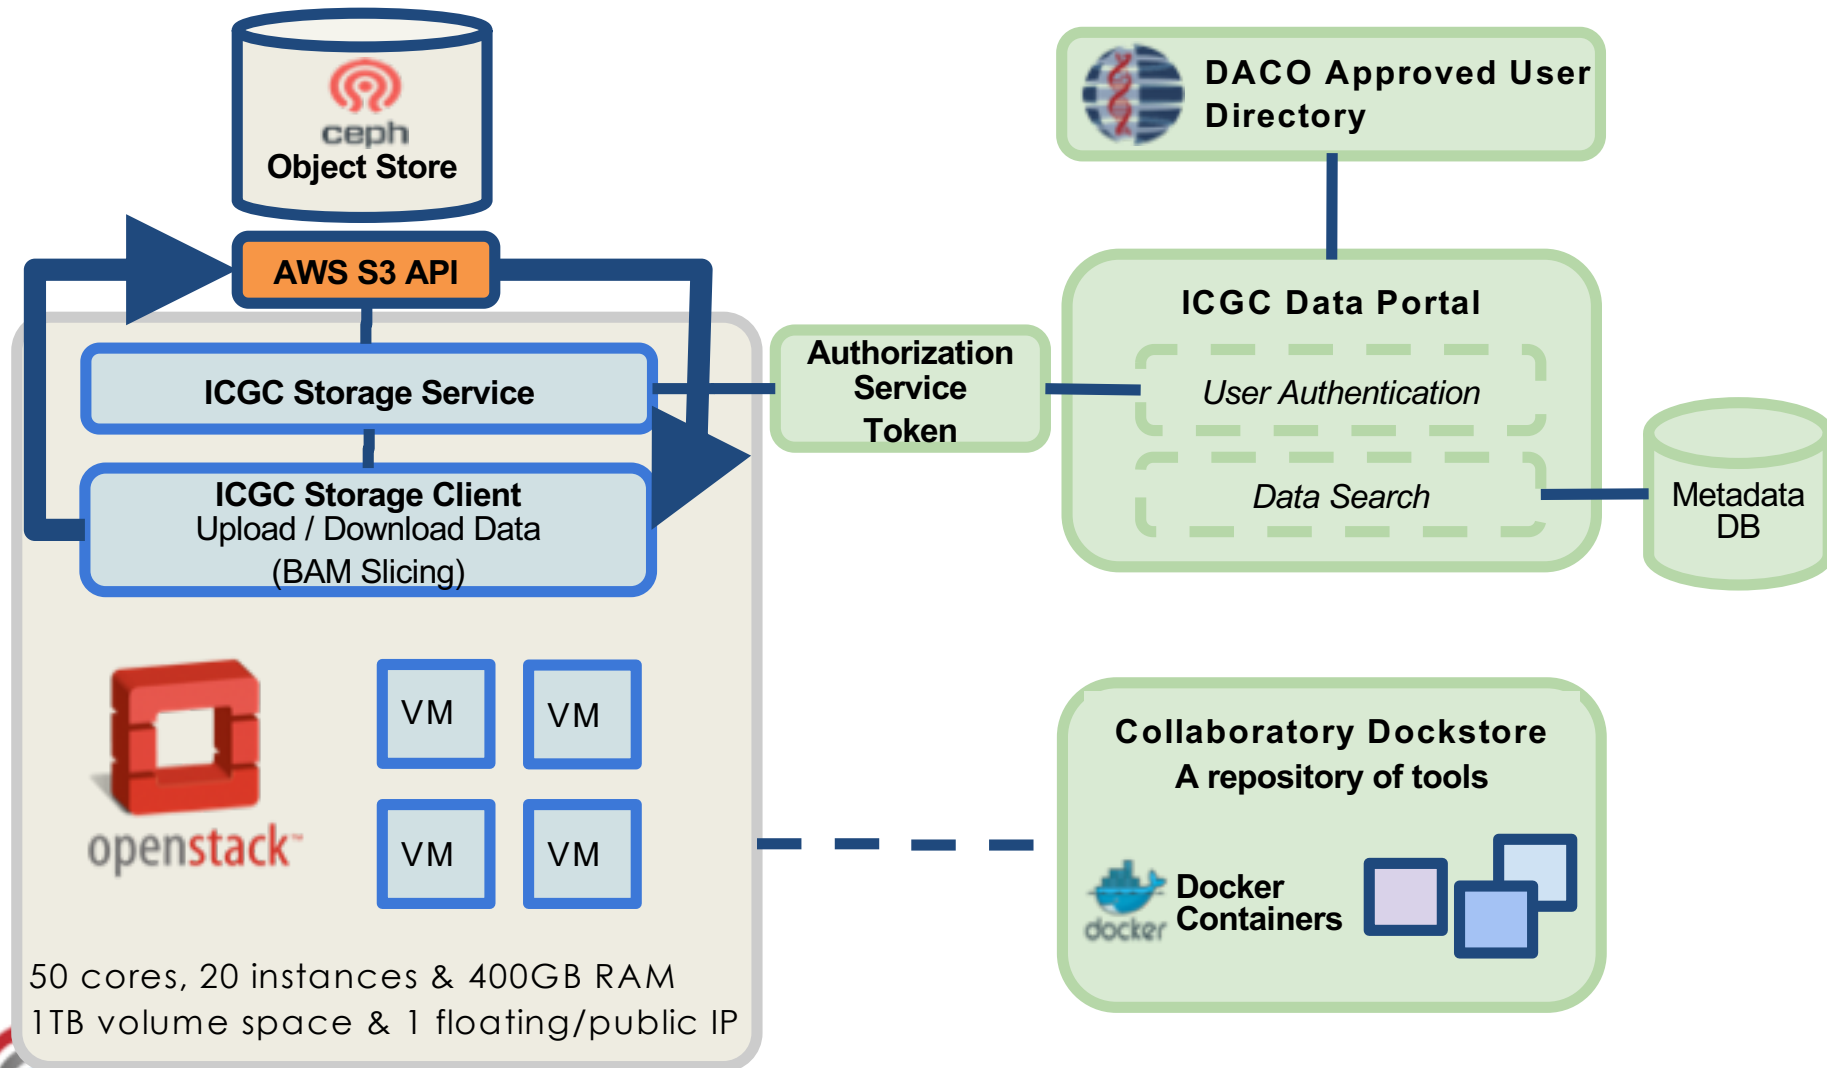 ceph
Object Store
AWS S3 API
ICGC Storage Service
ICGC Storage Client
Upload / Download Data
(BAM Slicing)
openstack™
VM
VM
VM
VM
50 cores, 20 instances & 400GB RAM
1TB volume space & 1 floating/public IP
Authorization
Service
Token
DACO Approved User
Directory
ICGC Data Portal
User Authentication
Data Search
Metadata
DB
Collaboratory Dockstore
A repository of tools
docker
Docker
Containers